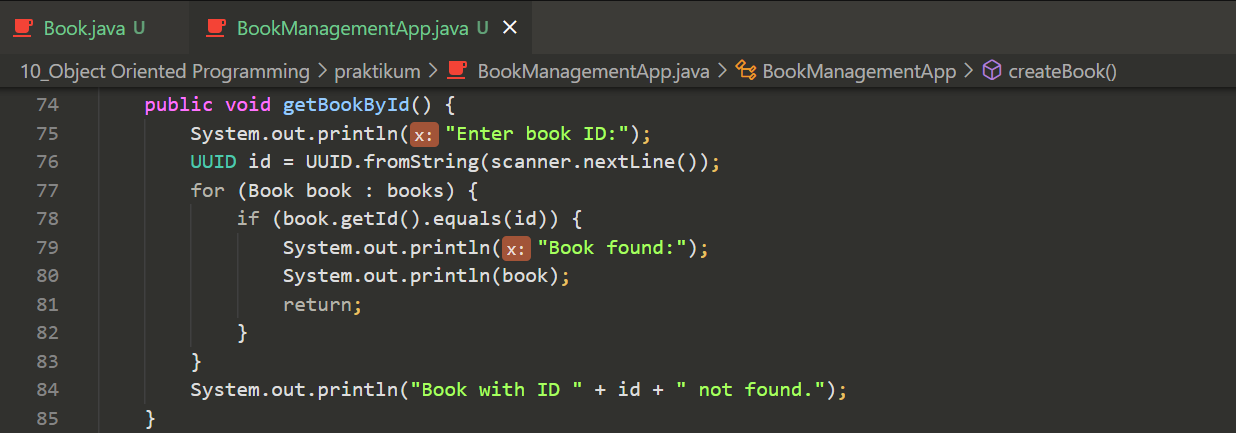 Book.java U BookManagementApp.java U
10_Object Oriented Programming > praktikum > BookManagementApp.java > BookManagementApp > createBook()
74 public void getBookById() {
75 System.out.println(x: "Enter book ID:");
76 UUID id = UUID.fromString(scanner.nextLine());
77 for (Book book : books) {
78 if (book.getId().equals(id)) {
79 System.out.println(x: "Book found:");
80 System.out.println(book);
81 return;
82 }
83 }
84 System.out.println("Book with ID " + id + " not found.");
85 }